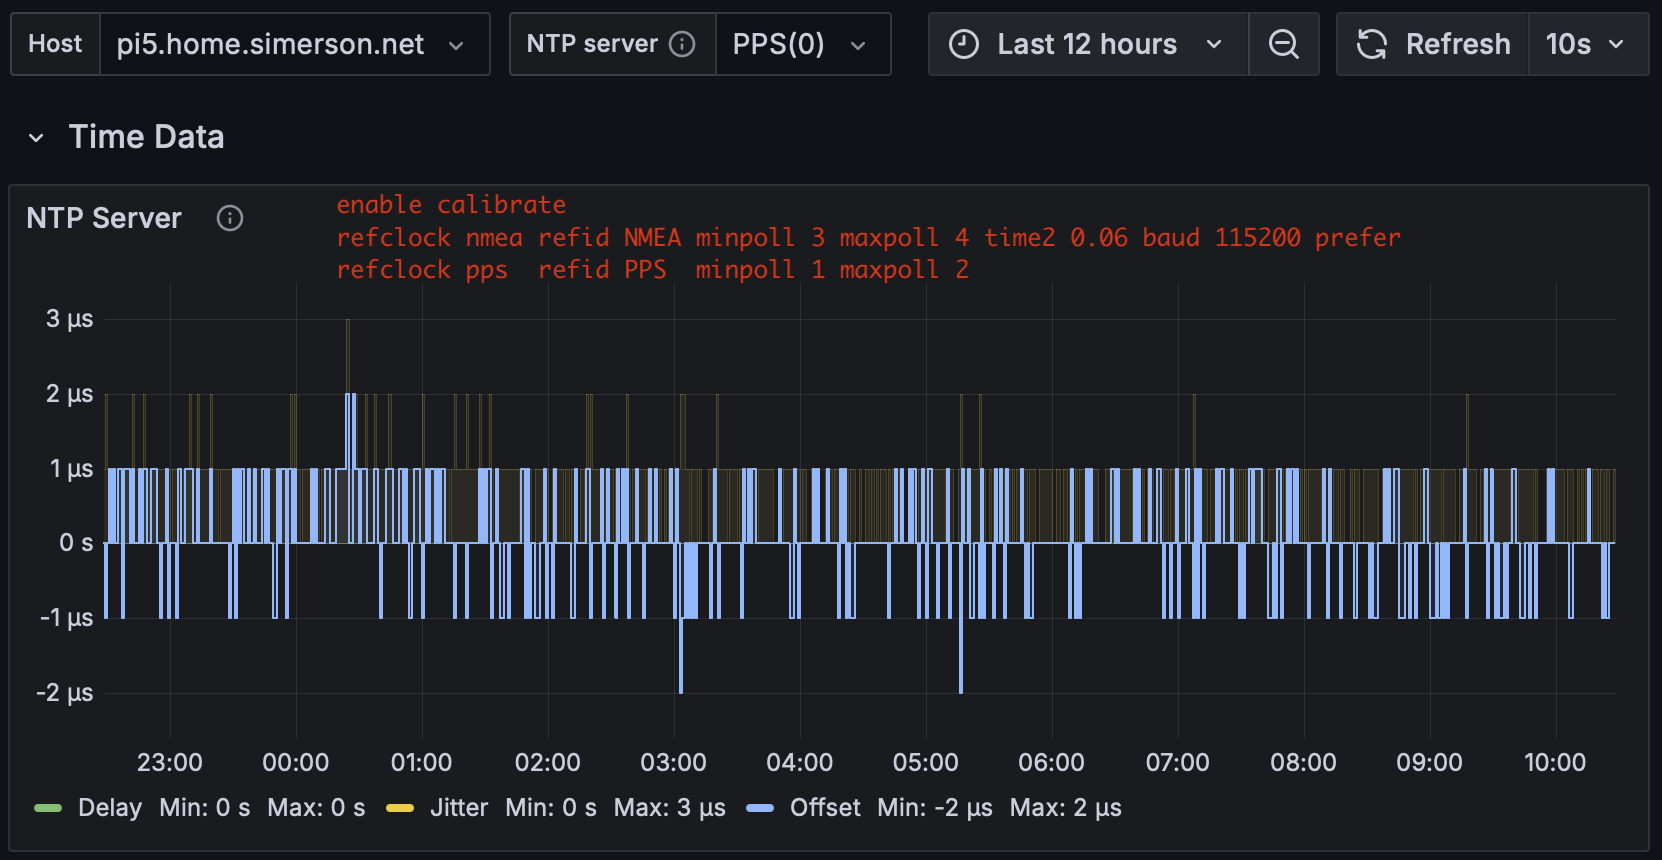 Host pi5.home.simerson.net NTP server PPS(0) Last 12 hours Refresh 10s
Time Data
NTP Server
enable calibrate
refclock nmea refid NMEA minpoll 3 maxpoll 4 time2 0.06 baud 115200 prefer
refclock pps  refid PPS  minpoll 1 maxpoll 2
3 µs
2 µs
1 µs
0 s
-1 µs
-2 µs
23:00 00:00 01:00 02:00 03:00 04:00 05:00 06:00 07:00 08:00 09:00 10:00
Delay Min: 0 s Max: 0 s Jitter Min: 0 s Max: 3 µs Offset Min: -2 µs Max: 2 µs